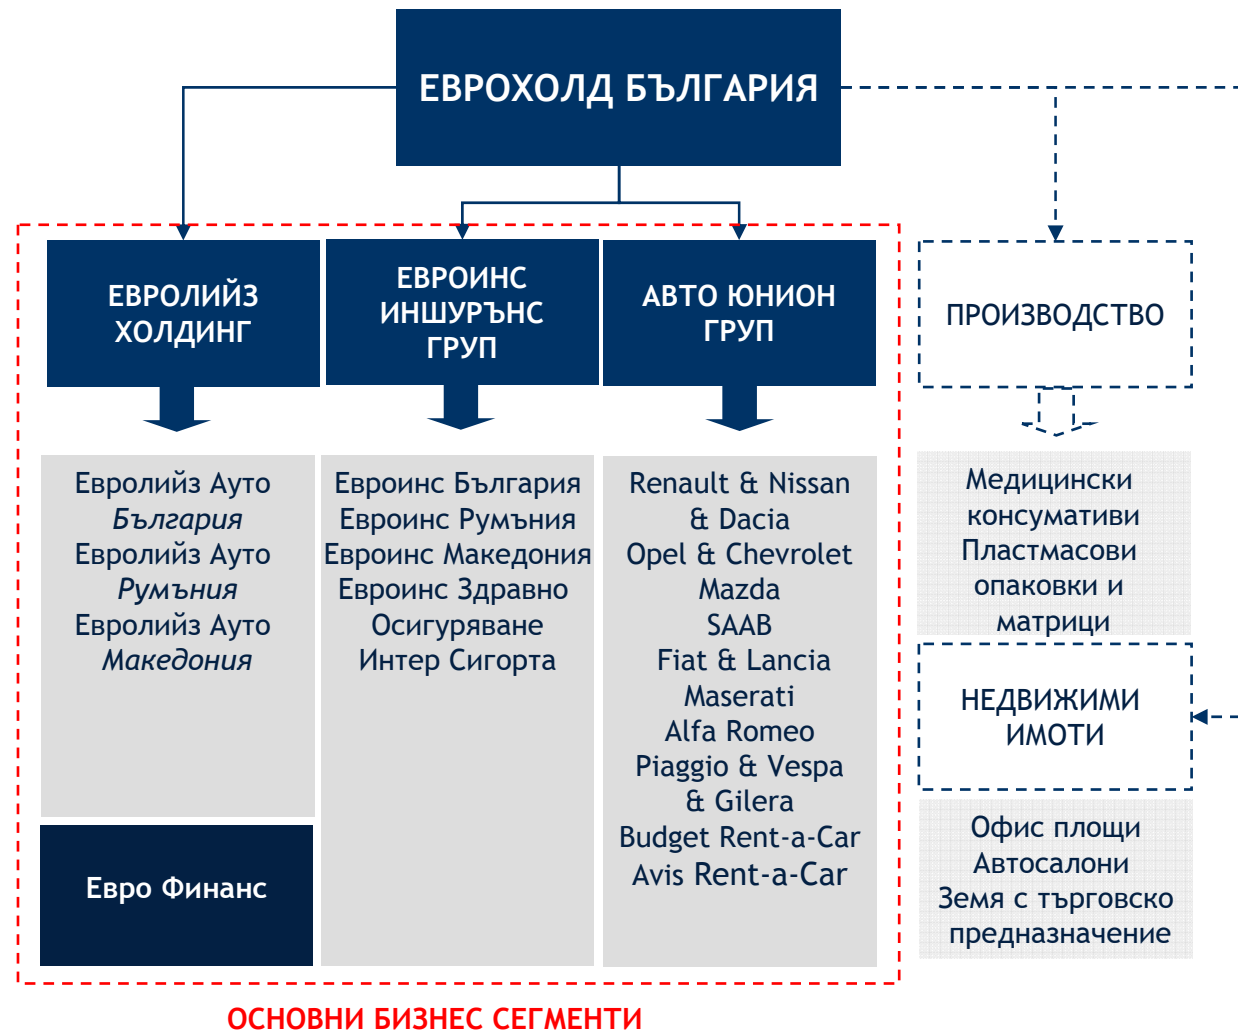 ЕВРОХОЛД БЪЛГАРИЯ
ЕВРОЛИЙЗ
ХОЛДИНГ
ЕВРОИНС
ИНШУРЪНС
ГРУП
АВТО ЮНИОН
ГРУП
ПРОИЗВОДСТВО
Евролийз Ауто
България
Евролийз Ауто
Румъния
Евролийз Ауто
Македония
Евро Финанс
Евроинс България
Евроинс Румъния
Евроинс Македония
Евроинс Здравно
Осигуряване
Интер Сигорта
Renault & Nissan
& Dacia
Opel & Chevrolet
Mazda
SAAB
Fiat & Lancia
Maserati
Alfa Romeo
Piaggio & Vespa
& Gilera
Budget Rent-a-Car
Avis Rent-a-Car
Медицински
консумативи
Пластмасови
опаковки и
матрици
НЕДВИЖИМИ
ИМОТИ
Офис площи
Автосалони
Земя с търговско
предназначение
ОСНОВНИ БИЗНЕС СЕГМЕНТИ